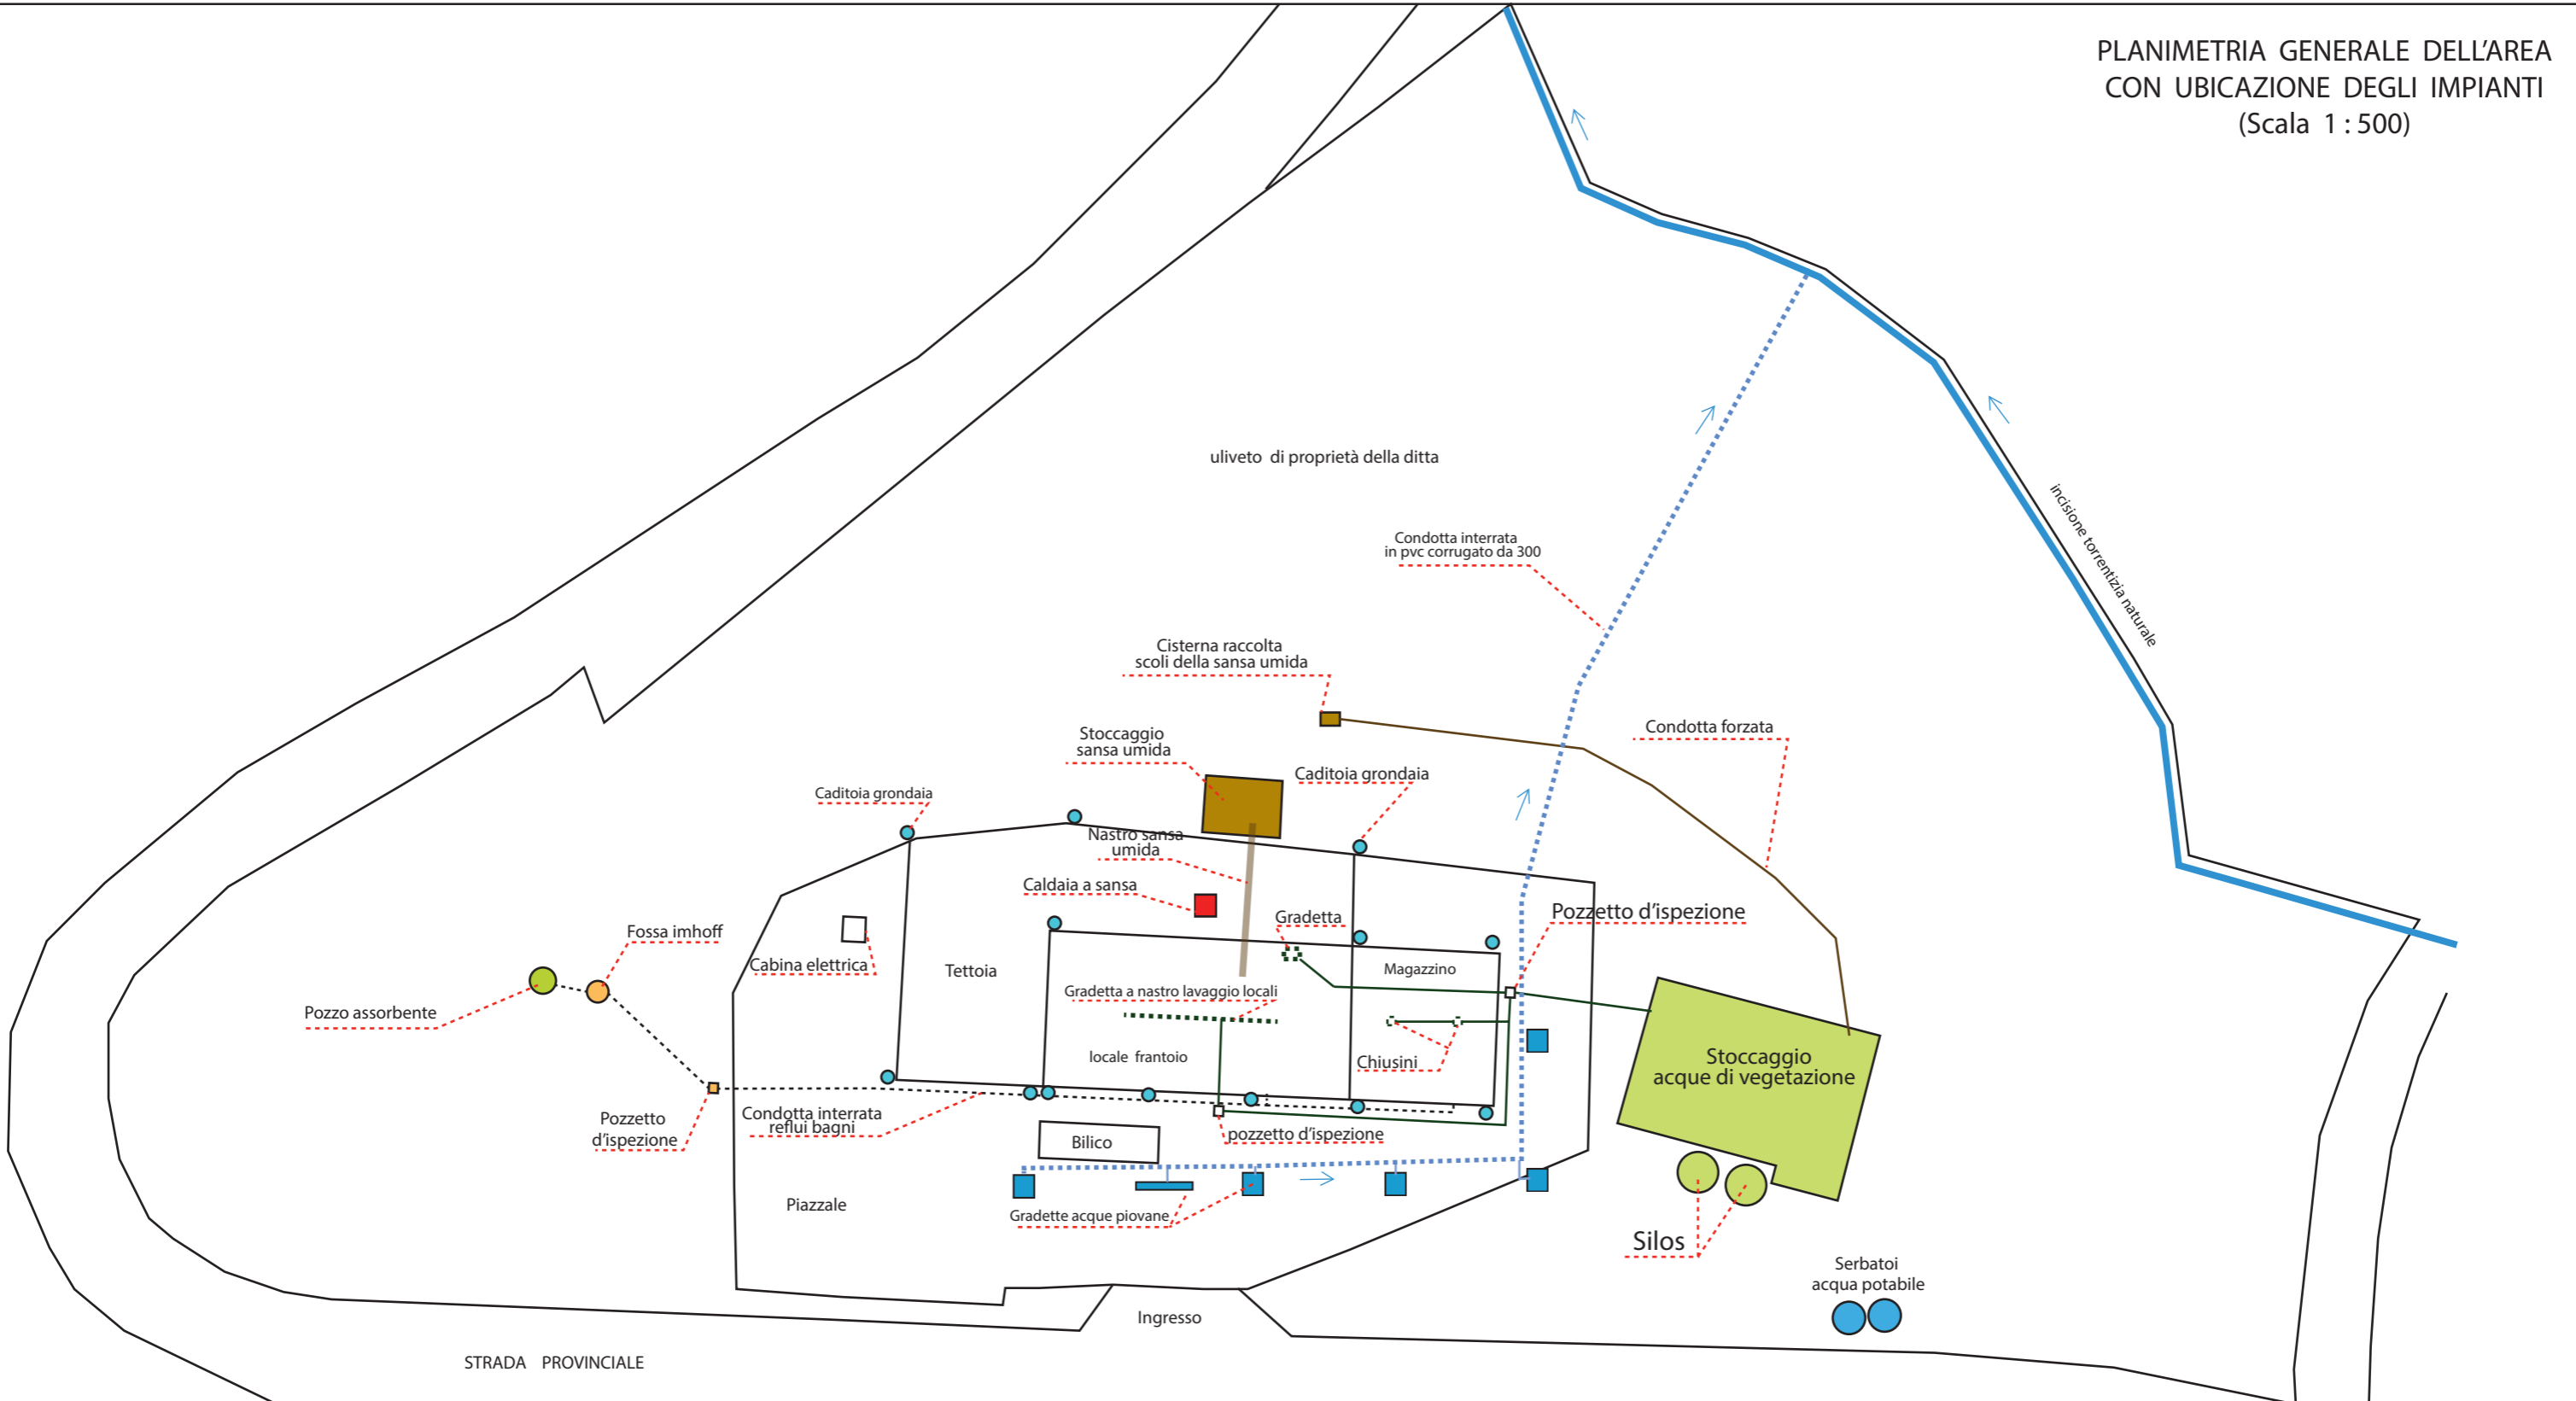 PLANIMETRIA GENERALE DELL'AREA
CON UBICAZIONE DEGLI IMPIANTI
(Scala 1 : 500)
uliveto di proprietà della ditta
Condotta interrata
in pvc corrugato da 300
incisione torrentizia naturale
Cisterna raccolta
scoli della sansa umida
Condotta forzata
Stoccaggio
sansa umida
Caditoia grondaia
Caditoia grondaia
Nastro sansa
umida
Caldaia a sansa
Gradetta
Pozzetto d'ispezione
Fossa imhoff
Cabina elettrica
Tettoia
Magazzino
Gradetta a nastro lavaggio locali
Pozzo assorbente
locale frantoio
Chiusini
Stoccaggio
acque di vegetazione
Pozzetto
d'ispezione
Condotta interrata
reflui bagni
Bilico
pozzetto d'ispezione
Piazzale
Gradette acque piovane
Silos
Serbatoi
acqua potabile
Ingresso
STRADA PROVINCIALE